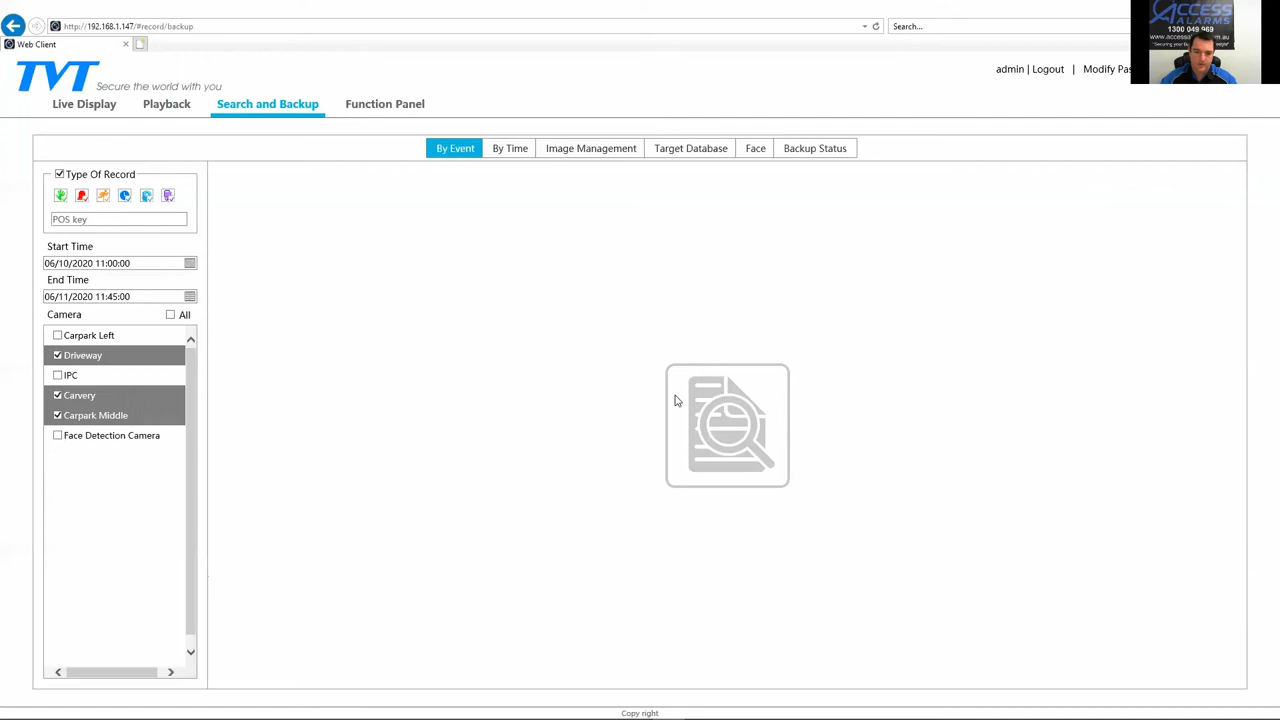 http://192.168.1.147/#record/backup
Search...
Web Client
ACCESS
ALARMS
1300 049 969
TVT Secure the world with you
admin | Logout | Modify Pas
Live Display Playback Search and Backup Function Panel
By Event By Time Image Management Target Database Face Backup Status
Type Of Record
POS key
Start Time
06/10/2020 11:00:00
End Time
06/11/2020 11:45:00
Camera All
Carpark Left
Driveway
IPC
Carvery
Carpark Middle
Face Detection Camera
Copy right